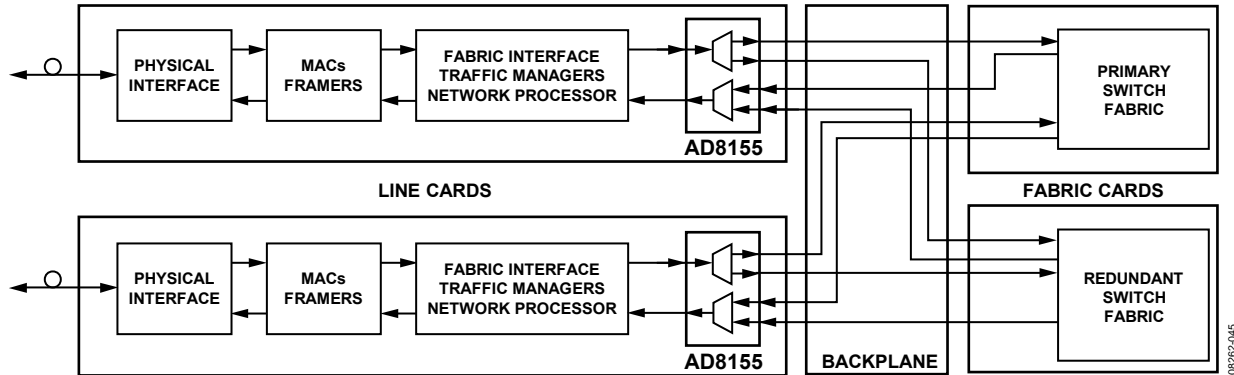 PHYSICAL
INTERFACE
MACs
FRAMERS
FABRIC INTERFACE
TRAFFIC MANAGERS
NETWORK PROCESSOR
AD8155
PRIMARY
SWITCH
FABRIC
LINE CARDS
FABRIC CARDS
PHYSICAL
INTERFACE
MACs
FRAMERS
FABRIC INTERFACE
TRAFFIC MANAGERS
NETWORK PROCESSOR
AD8155
BACKPLANE
REDUNDANT
SWITCH
FABRIC
08262-045